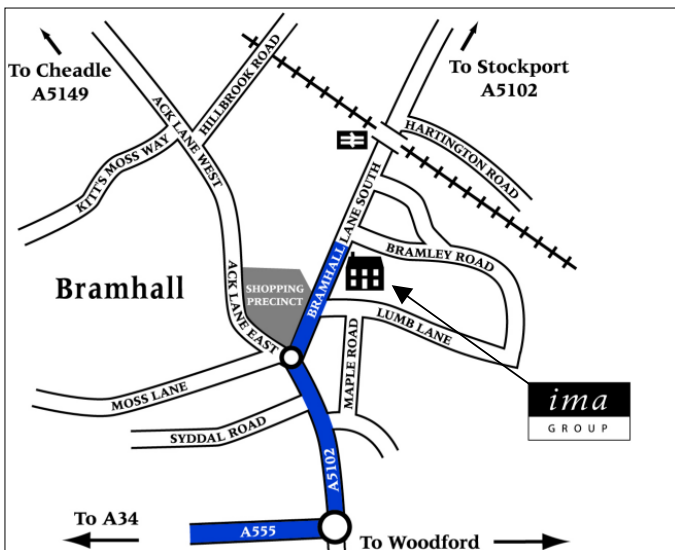 To Cheadle
A5149
To Stockport
A5102
HILLBROOK ROAD
ACK LANE WEST
KITT'S MOSS WAY
HARTINGTON ROAD
BRAMHALL LANE SOUTH
BRAMLEY ROAD
Bramhall
SHOPPING
PRECINCT
ACK LANE EAST
LUMB LANE
MAPLE ROAD
MOSS LANE
SYDDAL ROAD
ima
GROUP
A5102
To A34
A555
To Woodford